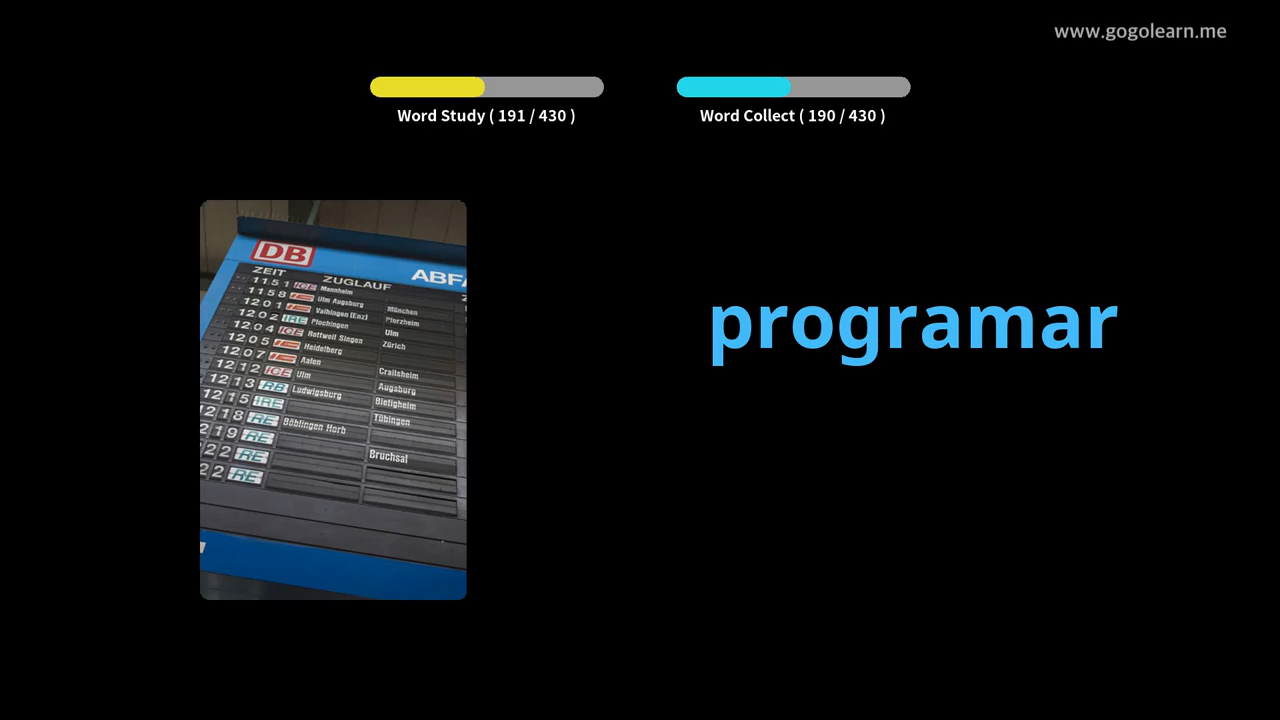 www.gogolearn.me
Word Study ( 191 / 430 )
Word Collect ( 190 / 430 )
programar
DB
ZEIT ZUGLAUF ABFA
1151 ICE Mannheim
1158 Ulm Augsburg München
1201 Vaihingen (Enz) Pforzheim
1202 IRE Plochingen Ulm
1204 ICE Rottweil Singen Zürich
1205 Heidelberg
1207 Aalen Crailsheim
1212 ICE Ulm Augsburg
1213 RB Ludwigsburg Bietigheim
1215 IRE Tübingen
1218 RE Böblingen Horb
219 RE
22 RE Bruchsal
22 RE